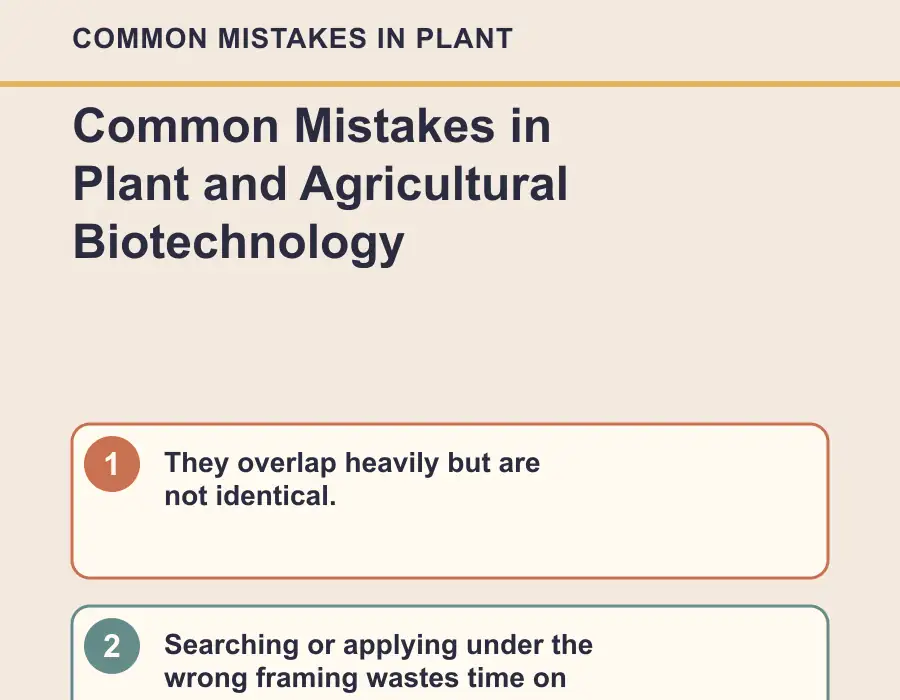 COMMON MISTAKES IN PLANT
Common Mistakes in
Plant and Agricultural
Biotechnology
1
They overlap heavily but are
not identical.
2
Searching or applying under the
wrong framing wastes time on